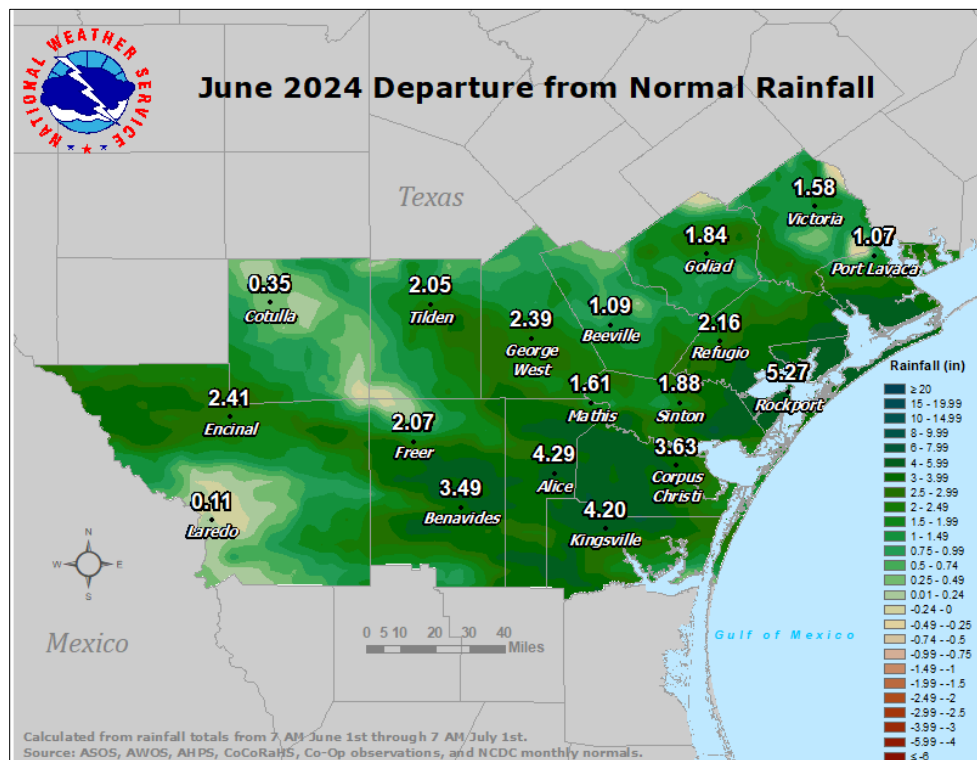 NATIONAL WEATHER SERVICE
June 2024 Departure from Normal Rainfall
Texas
1.58
Victoria
1.07
Port Lavaca
1.84
Goliad
0.35
Cotulla
2.05
Tilden
2.39
George
West
1.09
Beeville
2.16
Refugio
5.27
Rockport
2.41
Encinal
1.61
Mathis
1.88
Sinton
2.07
Freer
4.29
Alice
3.63
Corpus
Christi
3.49
Benavides
0.11
Laredo
4.20
Kingsville
N
W E
S
Mexico
0 5 10 20 30 40
Miles
Gulf of Mexico
Rainfall (in)
≥ 20
15 - 19.99
10 - 14.99
8 - 9.99
6 - 7.99
4 - 5.99
3 - 3.99
2.5 - 2.99
2 - 2.49
1.5 - 1.99
1 - 1.49
0.75 - 0.99
0.5 - 0.74
0.25 - 0.49
0.01 - 0.24
-0.24 - 0
-0.49 - -0.25
-0.74 - -0.5
-0.99 - -0.75
-1.49 - -1
-1.99 - -1.5
-2.49 - -2
-2.99 - -2.5
-3.99 - -3
-5.99 - -4
≤ -6
Calculated from rainfall totals from 7 AM June 1st through 7 AM July 1st.
Source: ASOS, AWOS, AHPS, CoCoRaHS, Co-Op observations, and NCDC monthly normals.